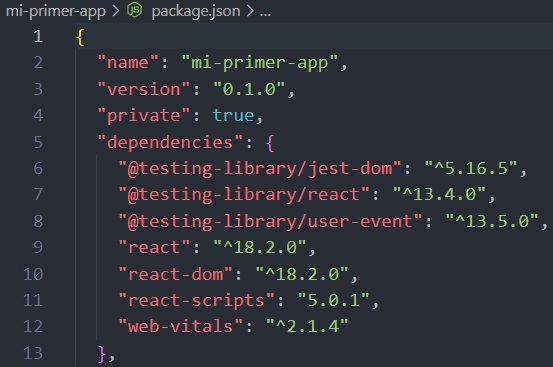 mi-primer-app > package.json > ...
1 {
2 "name": "mi-primer-app",
3 "version": "0.1.0",
4 "private": true,
5 "dependencies": {
6 "@testing-library/jest-dom": "^5.16.5",
7 "@testing-library/react": "^13.4.0",
8 "@testing-library/user-event": "^13.5.0",
9 "react": "^18.2.0",
10 "react-dom": "^18.2.0",
11 "react-scripts": "5.0.1",
12 "web-vitals": "^2.1.4"
13 },